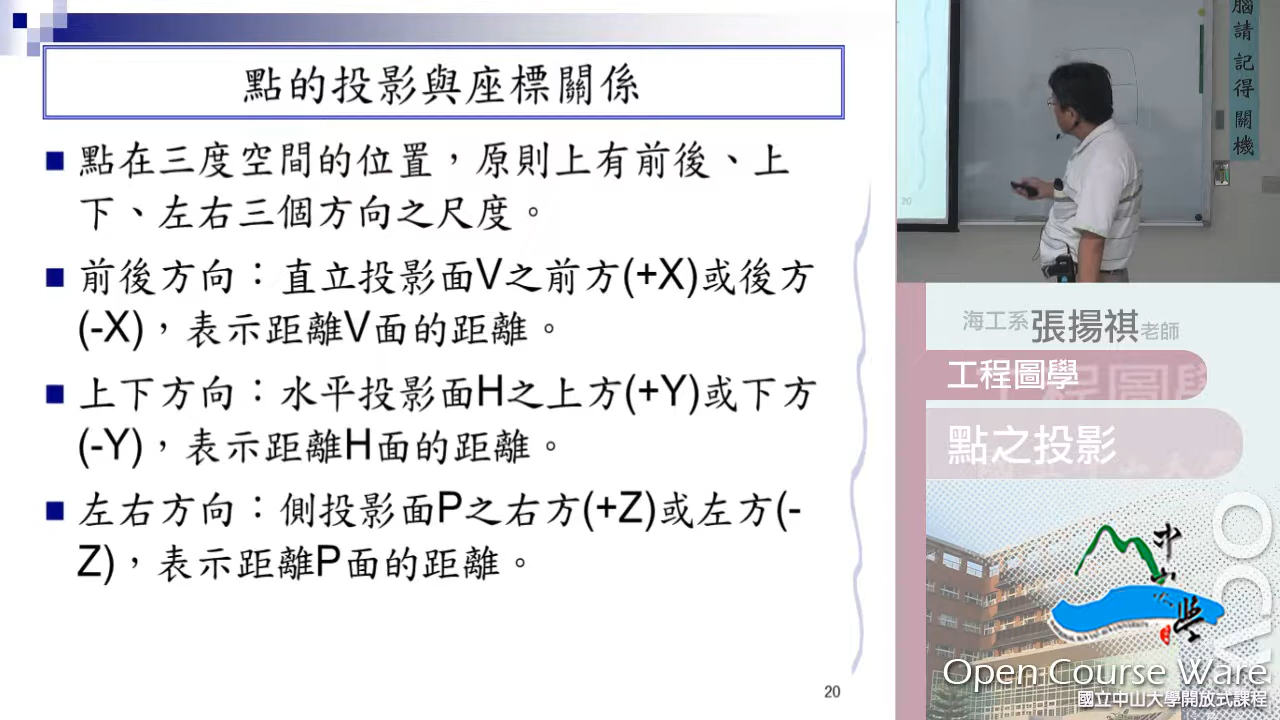 點的投影與座標關係
點在三度空間的位置，原則上有前後、上
下、左右三個方向之尺度。
前後方向：直立投影面V之前方(+X)或後方
(-X)，表示距離V面的距離。
上下方向：水平投影面H之上方(+Y)或下方
(-Y)，表示距離H面的距離。
左右方向：側投影面P之右方(+Z)或左方(-
Z)，表示距離P面的距離。
20
20
腦請記得關機
海工系張揚祺老師
工程圖學
點之投影
中山大學
OCW
Open Course Ware
國立中山大學開放式課程